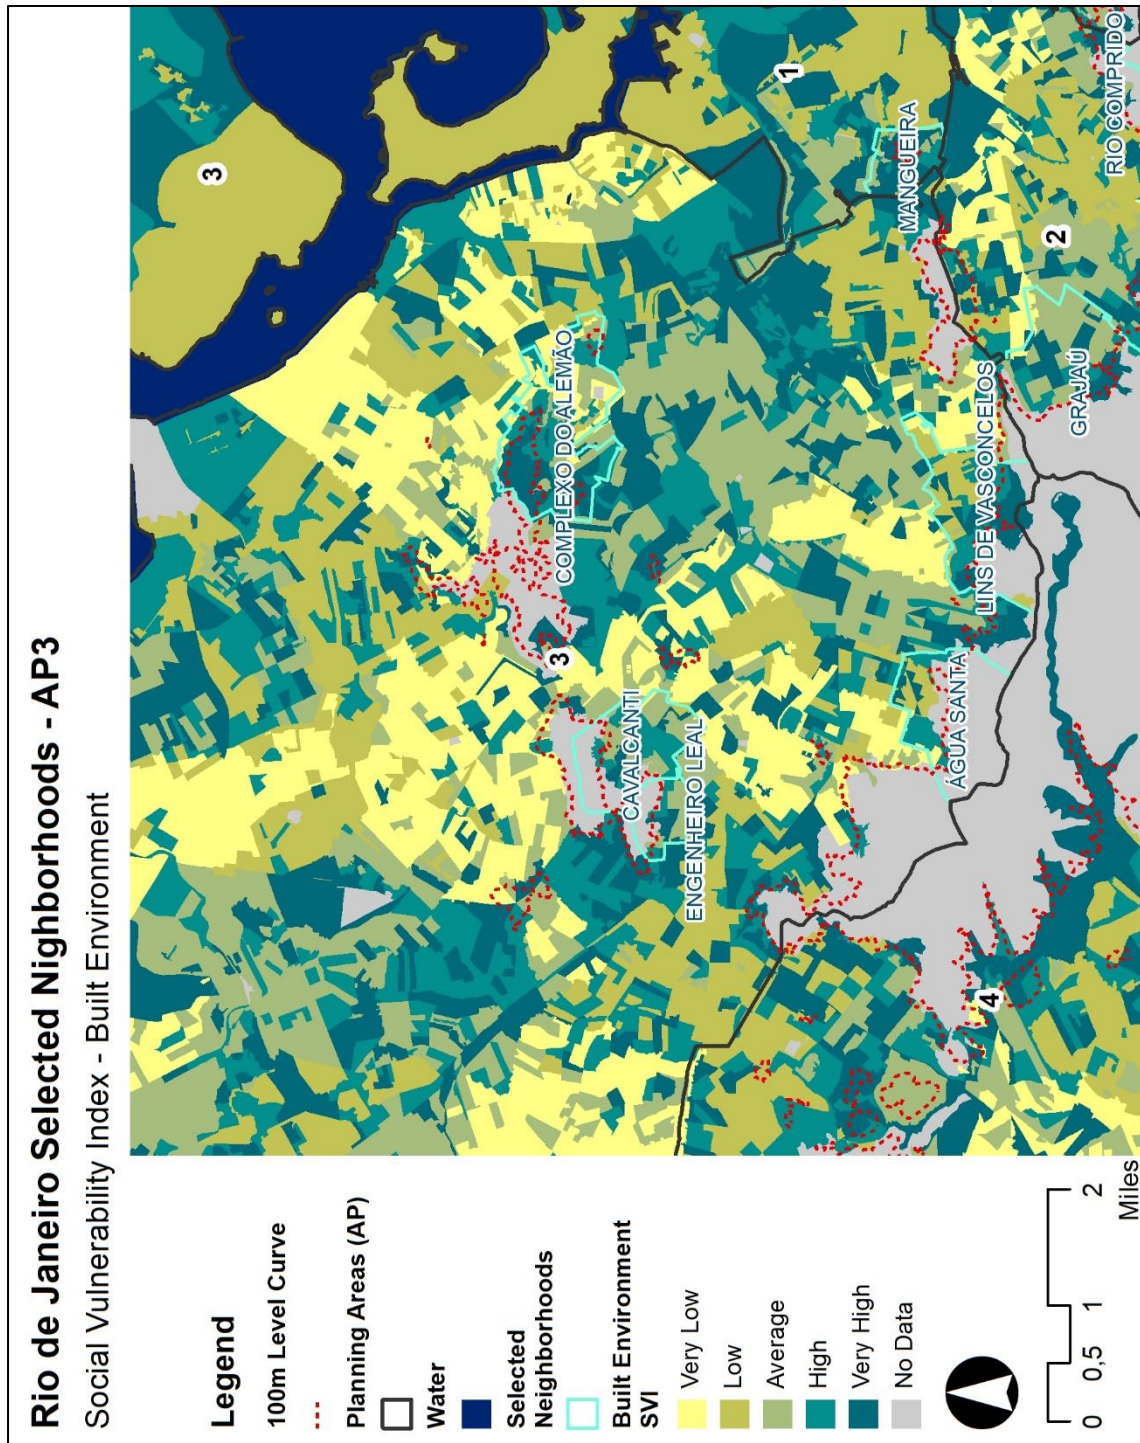 Rio de Janeiro Selected Nighborhoods - AP3
Social Vulnerability Index - Built Environment
Legend
100m Level Curve
Planning Areas (AP)
Water
Selected
Neighborhoods
Built Environment
SVI
Very Low
Low
Average
High
Very High
No Data
0
0,5
1
2
Miles
3
1
MANGUEIRA
RIO COMPRIDO
2
COMPLEXO DO ALEMÃO
GRAJAÚ
LINS DE VASCONCELOS
3
CAVALCANTI
ENGENHEIRO LEAL
ÁGUA SANTA
4